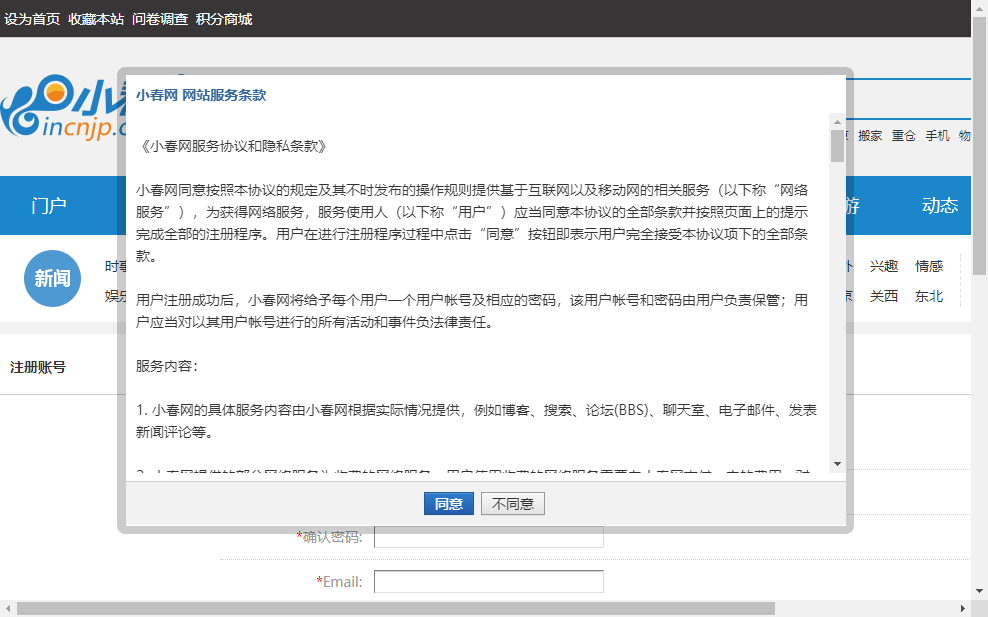 设为首页 收藏本站 问卷调查 积分商城
incnjp.c
搬家 重仓 手机 物
门户
动态
新闻
兴趣 情感
关西 东北
注册账号
小春网 网站服务条款
《小春网服务协议和隐私条款》
小春网同意按照本协议的规定及其不时发布的操作规则提供基于互联网以及移动网的相关服务（以下称“网络
服务”），为获得网络服务，服务使用人（以下称“用户”）应当同意本协议的全部条款并按照页面上的提示
完成全部的注册程序。用户在进行注册程序过程中点击“同意”按钮即表示用户完全接受本协议项下的全部条
款。
用户注册成功后，小春网将给予每个用户一个用户帐号及相应的密码，该用户帐号和密码由用户负责保管；用
户应当对以其用户帐号进行的所有活动和事件负法律责任。
服务内容：
1. 小春网的具体服务内容由小春网根据实际情况提供，例如博客、搜索、论坛(BBS)、聊天室、电子邮件、发表
新闻评论等。
同意 不同意
*确认密码:
*Email: